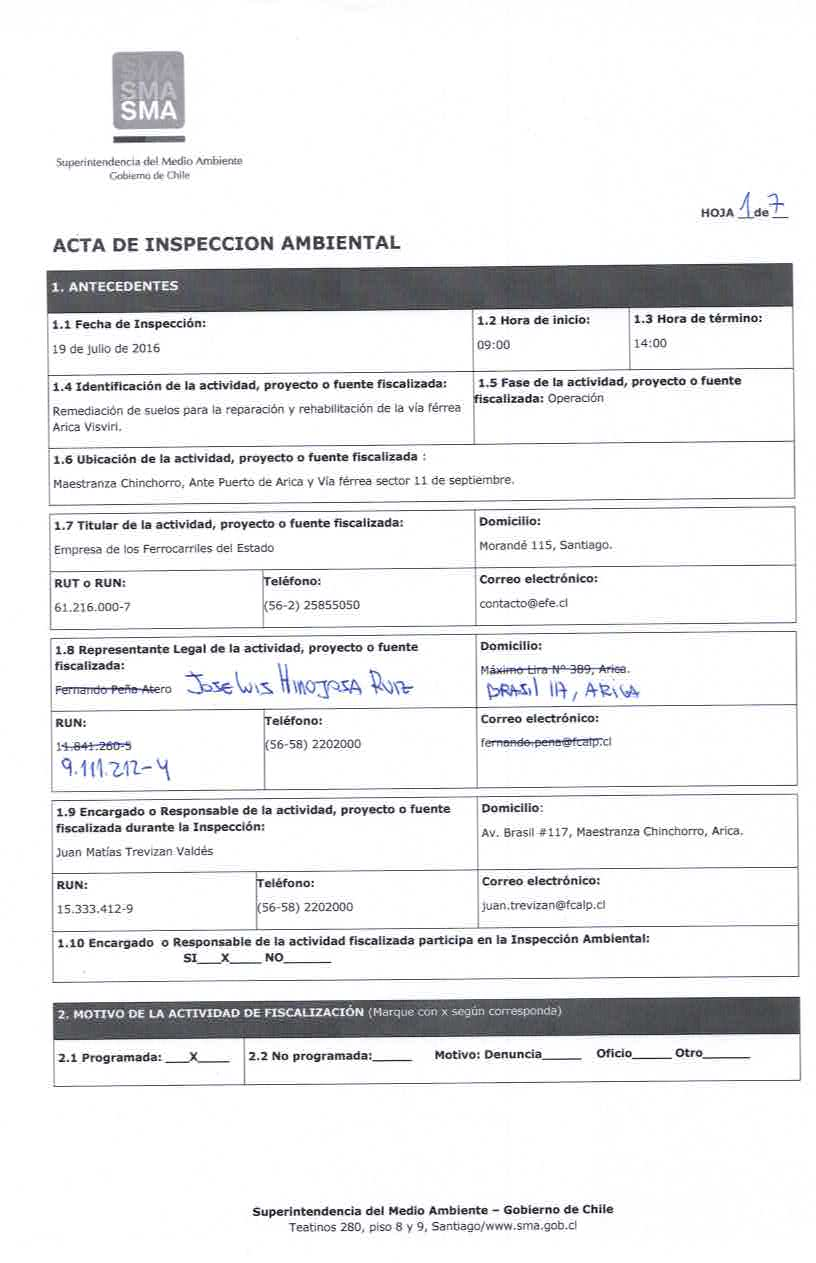 SMA
SMA
SMA
Superintendencia del Medio Ambiente
Gobierno de Chile
HOJA 1 de 7
ACTA DE INSPECCION AMBIENTAL
1. ANTECEDENTES
1.1 Fecha de Inspección:
19 de julio de 2016
1.2 Hora de inicio:
09:00
1.3 Hora de término:
14:00
1.4 Identificación de la actividad, proyecto o fuente fiscalizada:
Remediación de suelos para la reparación y rehabilitación de la vía férrea
Arica Visviri.
1.5 Fase de la actividad, proyecto o fuente
fiscalizada: Operación
1.6 Ubicación de la actividad, proyecto o fuente fiscalizada :
Maestranza Chinchorro, Ante Puerto de Arica y Vía férrea sector 11 de septiembre.
1.7 Titular de la actividad, proyecto o fuente fiscalizada:
Empresa de los Ferrocarriles del Estado
Domicilio:
Morandé 115, Santiago.
RUT o RUN:
61.216.000-7
Teléfono:
(56-2) 25855050
Correo electrónico:
contacto@efe.cl
1.8 Representante Legal de la actividad, proyecto o fuente
fiscalizada:
Fernando Peña Atero JOSE LUIS HINOJOSA RUIZ
Domicilio:
Máximo Lira Nº 389, Arica.
BRASIL 117, ARICA
RUN:
11.841.260-5
9.111.212-4
Teléfono:
(56-58) 2202000
Correo electrónico:
fernando.pena@fcalp.cl
1.9 Encargado o Responsable de la actividad, proyecto o fuente
fiscalizada durante la Inspección:
Juan Matías Trevizan Valdés
Domicilio:
Av. Brasil #117, Maestranza Chinchorro, Arica.
RUN:
15.333.412-9
Teléfono:
(56-58) 2202000
Correo electrónico:
juan.trevizan@fcalp.cl
1.10 Encargado o Responsable de la actividad fiscalizada participa en la Inspección Ambiental:
SI___X____ NO______
2. MOTIVO DE LA ACTIVIDAD DE FISCALIZACIÓN (Marque con x según corresponda)
2.1 Programada: ___X____
2.2 No programada:_____ Motivo: Denuncia_____ Oficio_____ Otro______
Superintendencia del Medio Ambiente – Gobierno de Chile
Teatinos 280, piso 8 y 9, Santiago/www.sma.gob.cl